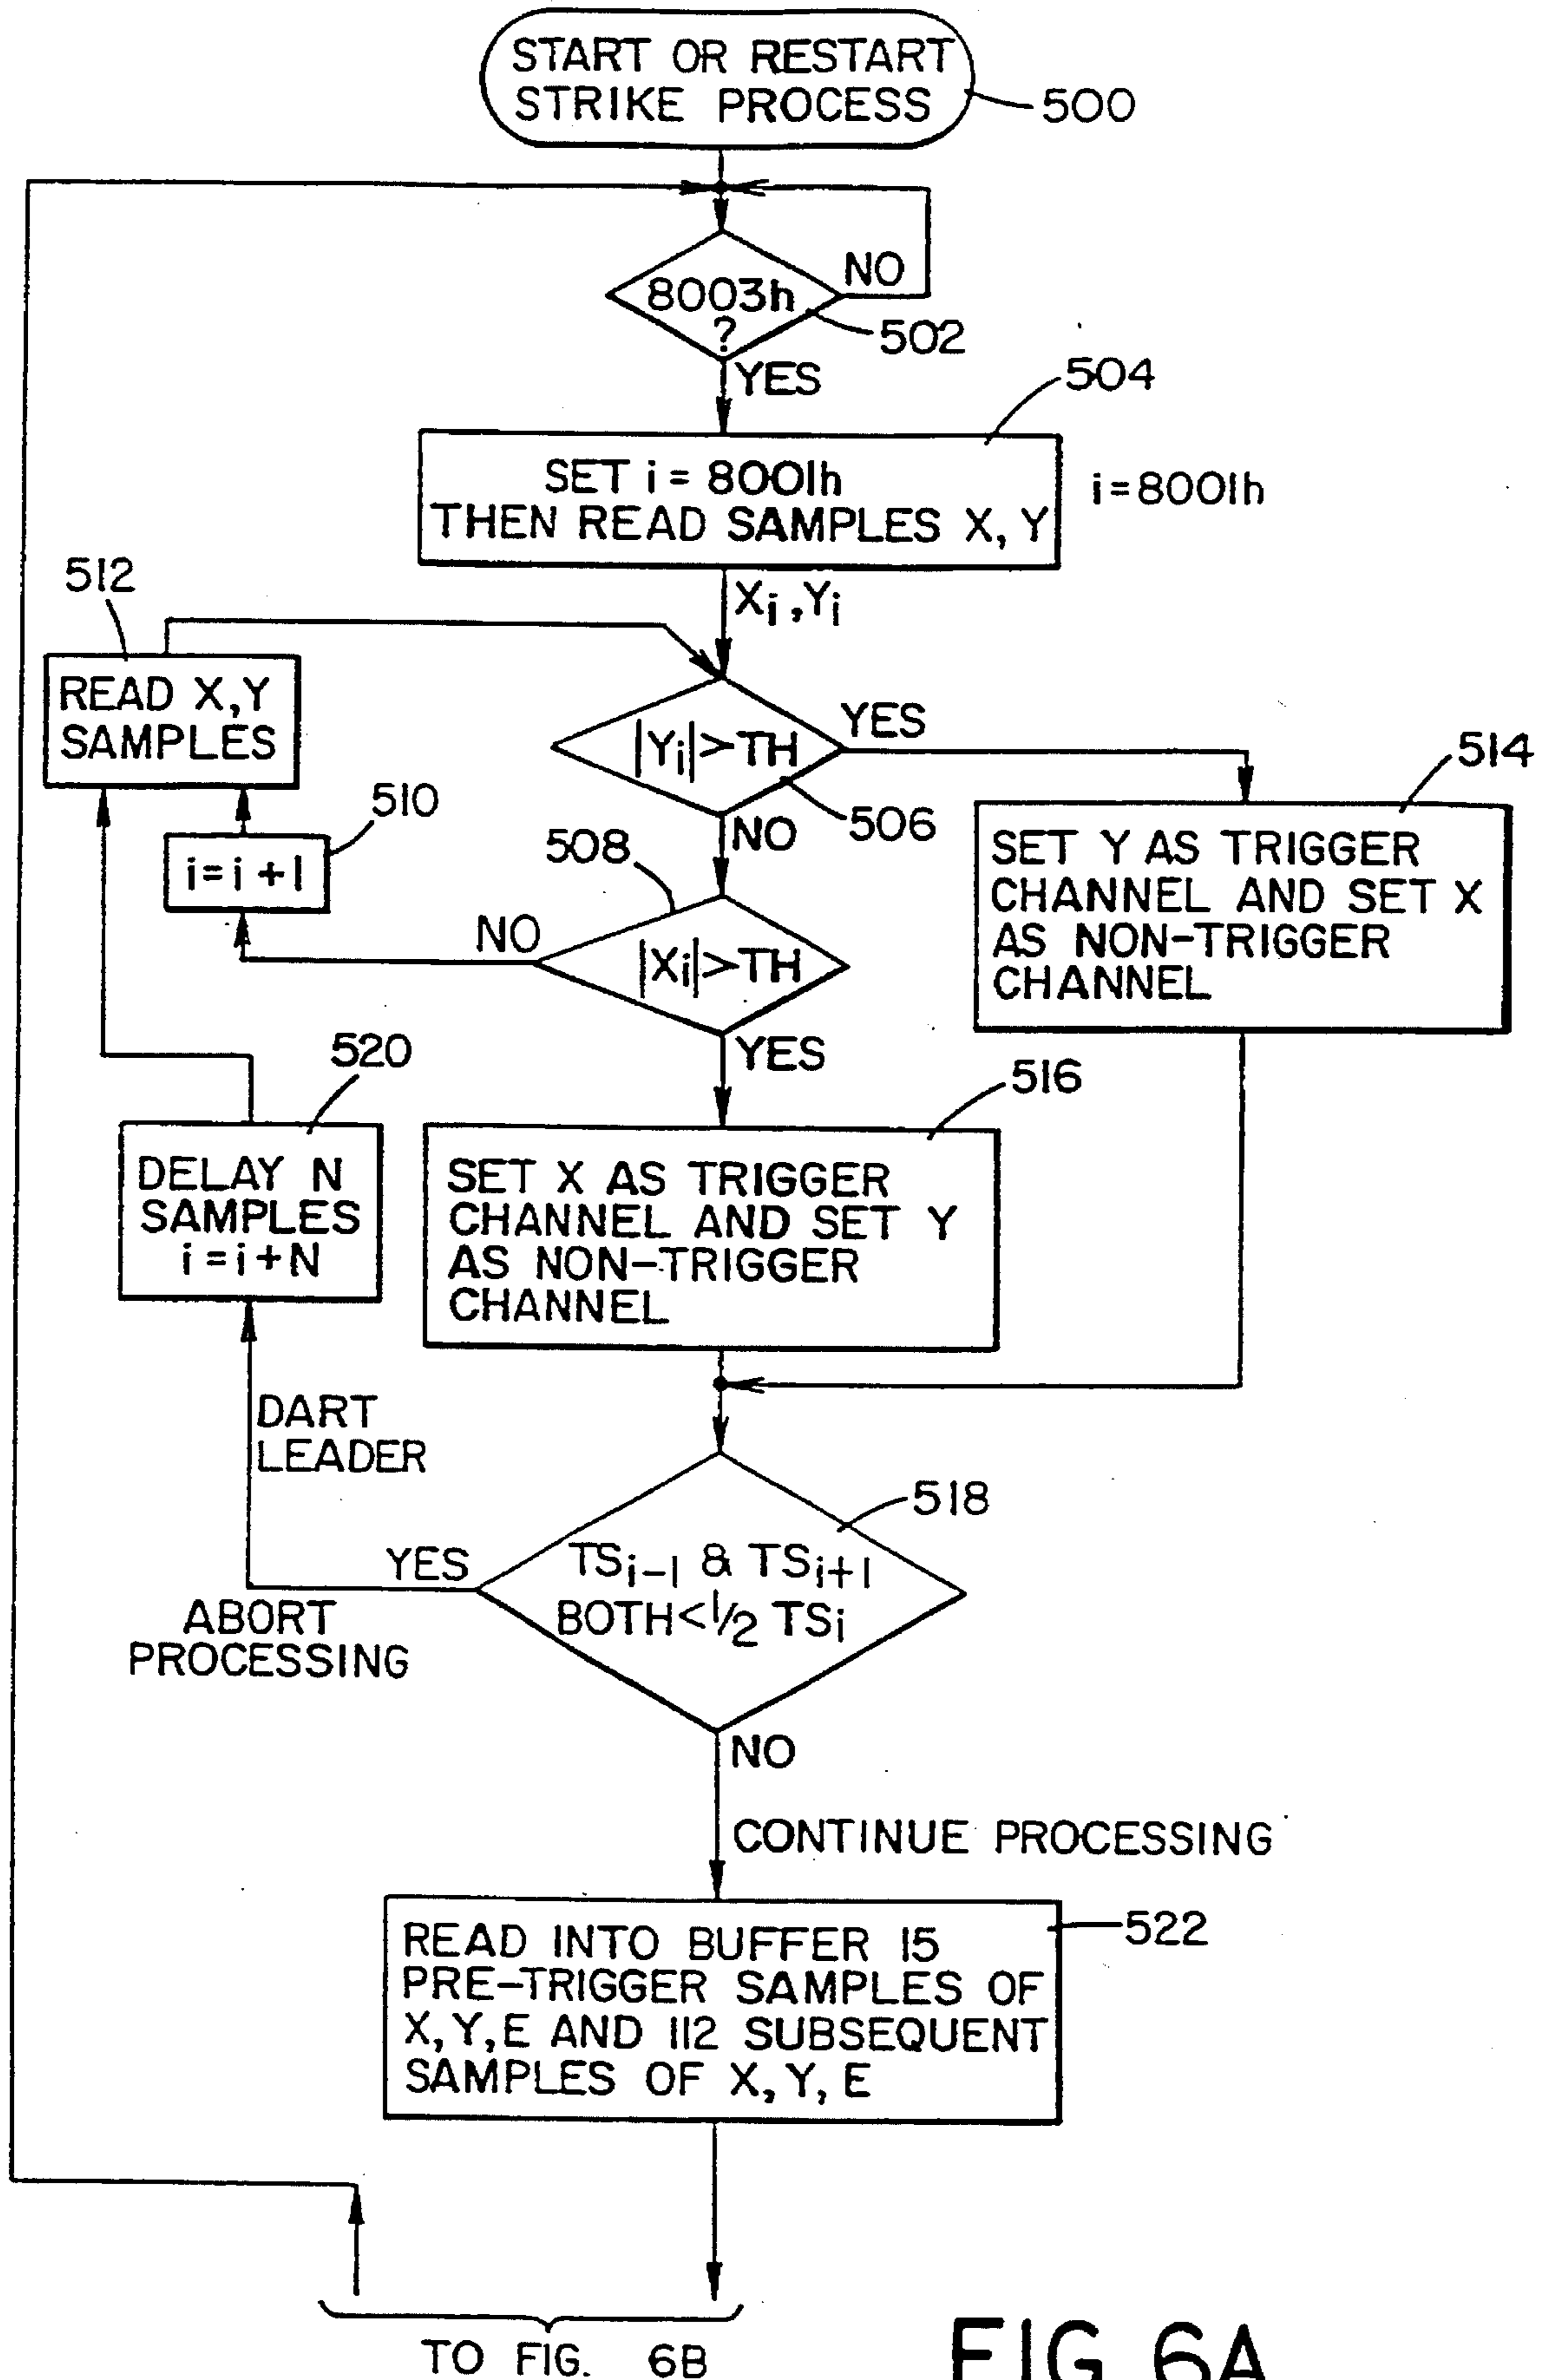 START OR RESTART
STRIKE PROCESS
500
NO
8003h
?
502
YES
504
SET i = 8001h
THEN READ SAMPLES X, Y
i=8001h
512
Xi ,Yi
READ X,Y
SAMPLES
YES
|Yi|>TH
514
510
506
NO
508
i=i+1
SET Y AS TRIGGER
CHANNEL AND SET X
AS NON-TRIGGER
CHANNEL
NO
|Xi|>TH
YES
520
516
DELAY N
SAMPLES
i=i+N
SET X AS TRIGGER
CHANNEL AND SET Y
AS NON-TRIGGER
CHANNEL
DART
LEADER
518
YES
TSi-1 & TSi+1
BOTH<1/2 TSi
ABORT
PROCESSING
NO
CONTINUE PROCESSING
522
READ INTO BUFFER 15
PRE-TRIGGER SAMPLES OF
X,Y,E AND 112 SUBSEQUENT
SAMPLES OF X,Y,E
TO FIG. 6B
FIG. 6A